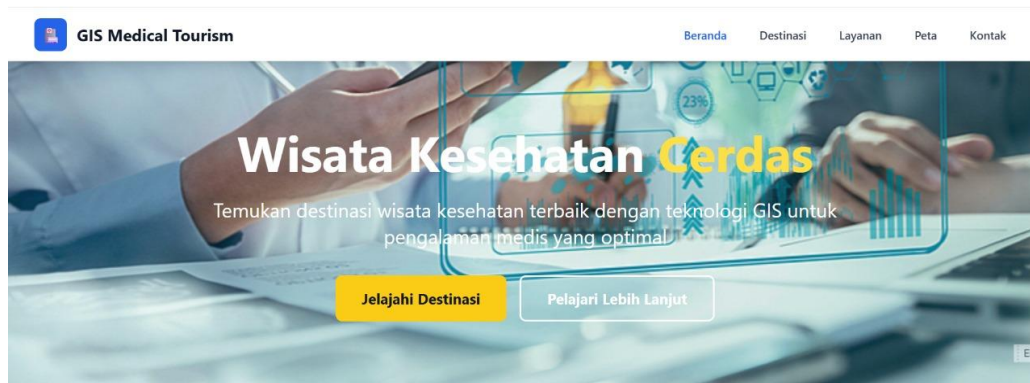 GIS Medical Tourism
Beranda Destinasi Layanan Peta Kontak
23%
Wisata Kesehatan Cerdas
Temukan destinasi wisata kesehatan terbaik dengan teknologi GIS untuk
pengalaman medis yang optimal
Jelajahi Destinasi Pelajari Lebih Lanjut
E